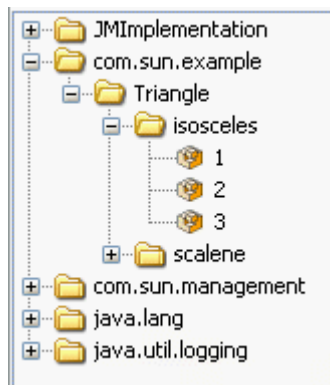 JMImplementation
com.sun.example
Triangle
isosceles
1
2
3
scalene
com.sun.management
java.lang
java.util.logging